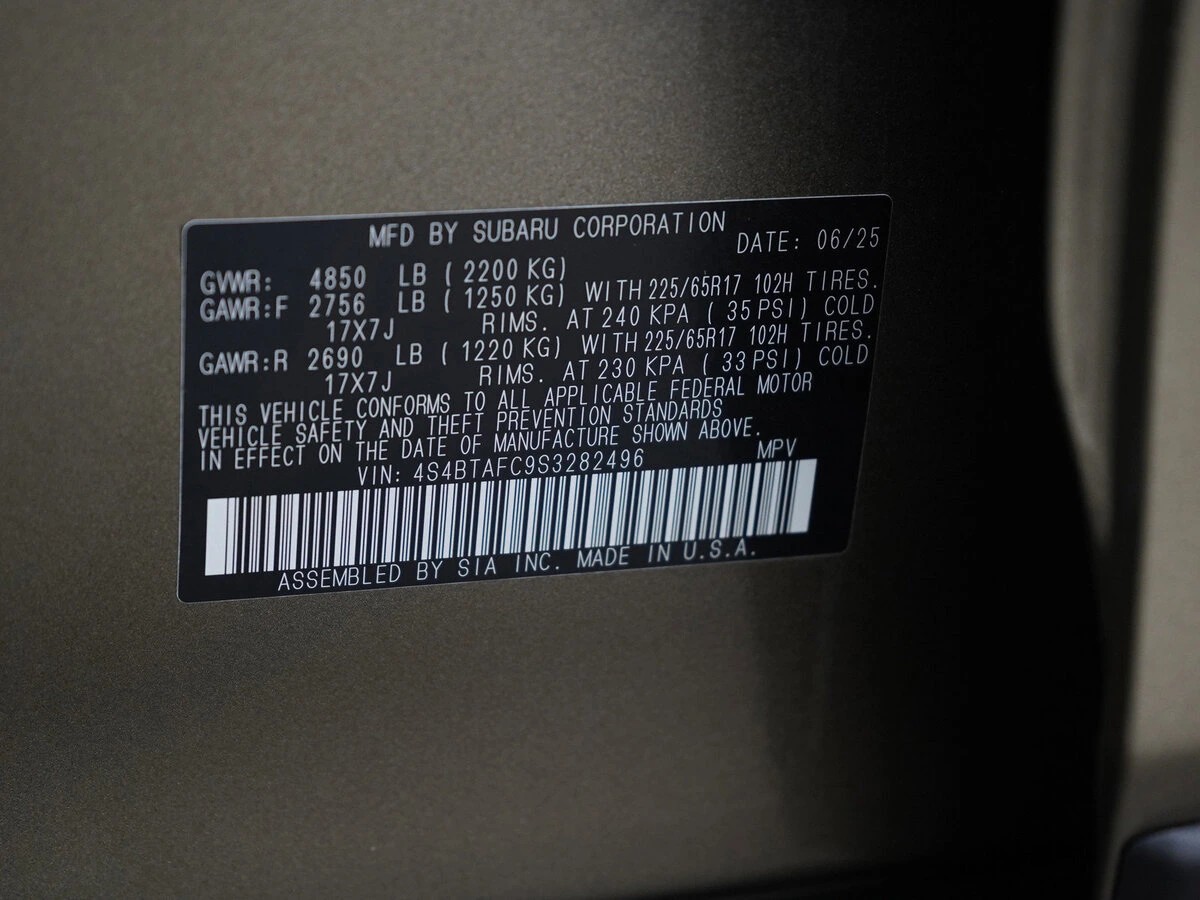 MFD BY SUBARU CORPORATION
DATE: 06/25
GVWR: 4850 LB ( 2200 KG)
GAWR:F 2756 LB ( 1250 KG) WITH 225/65R17 102H TIRES.
17X7J RIMS. AT 240 KPA ( 35 PSI) COLD
GAWR:R 2690 LB ( 1220 KG) WITH 225/65R17 102H TIRES.
17X7J RIMS. AT 230 KPA ( 33 PSI) COLD
THIS VEHICLE CONFORMS TO ALL APPLICABLE FEDERAL MOTOR
VEHICLE SAFETY AND THEFT PREVENTION STANDARDS
IN EFFECT ON THE DATE OF MANUFACTURE SHOWN ABOVE.
VIN: 4S4BTAFC9S3282496 MPV
ASSEMBLED BY SIA INC. MADE IN U.S.A.